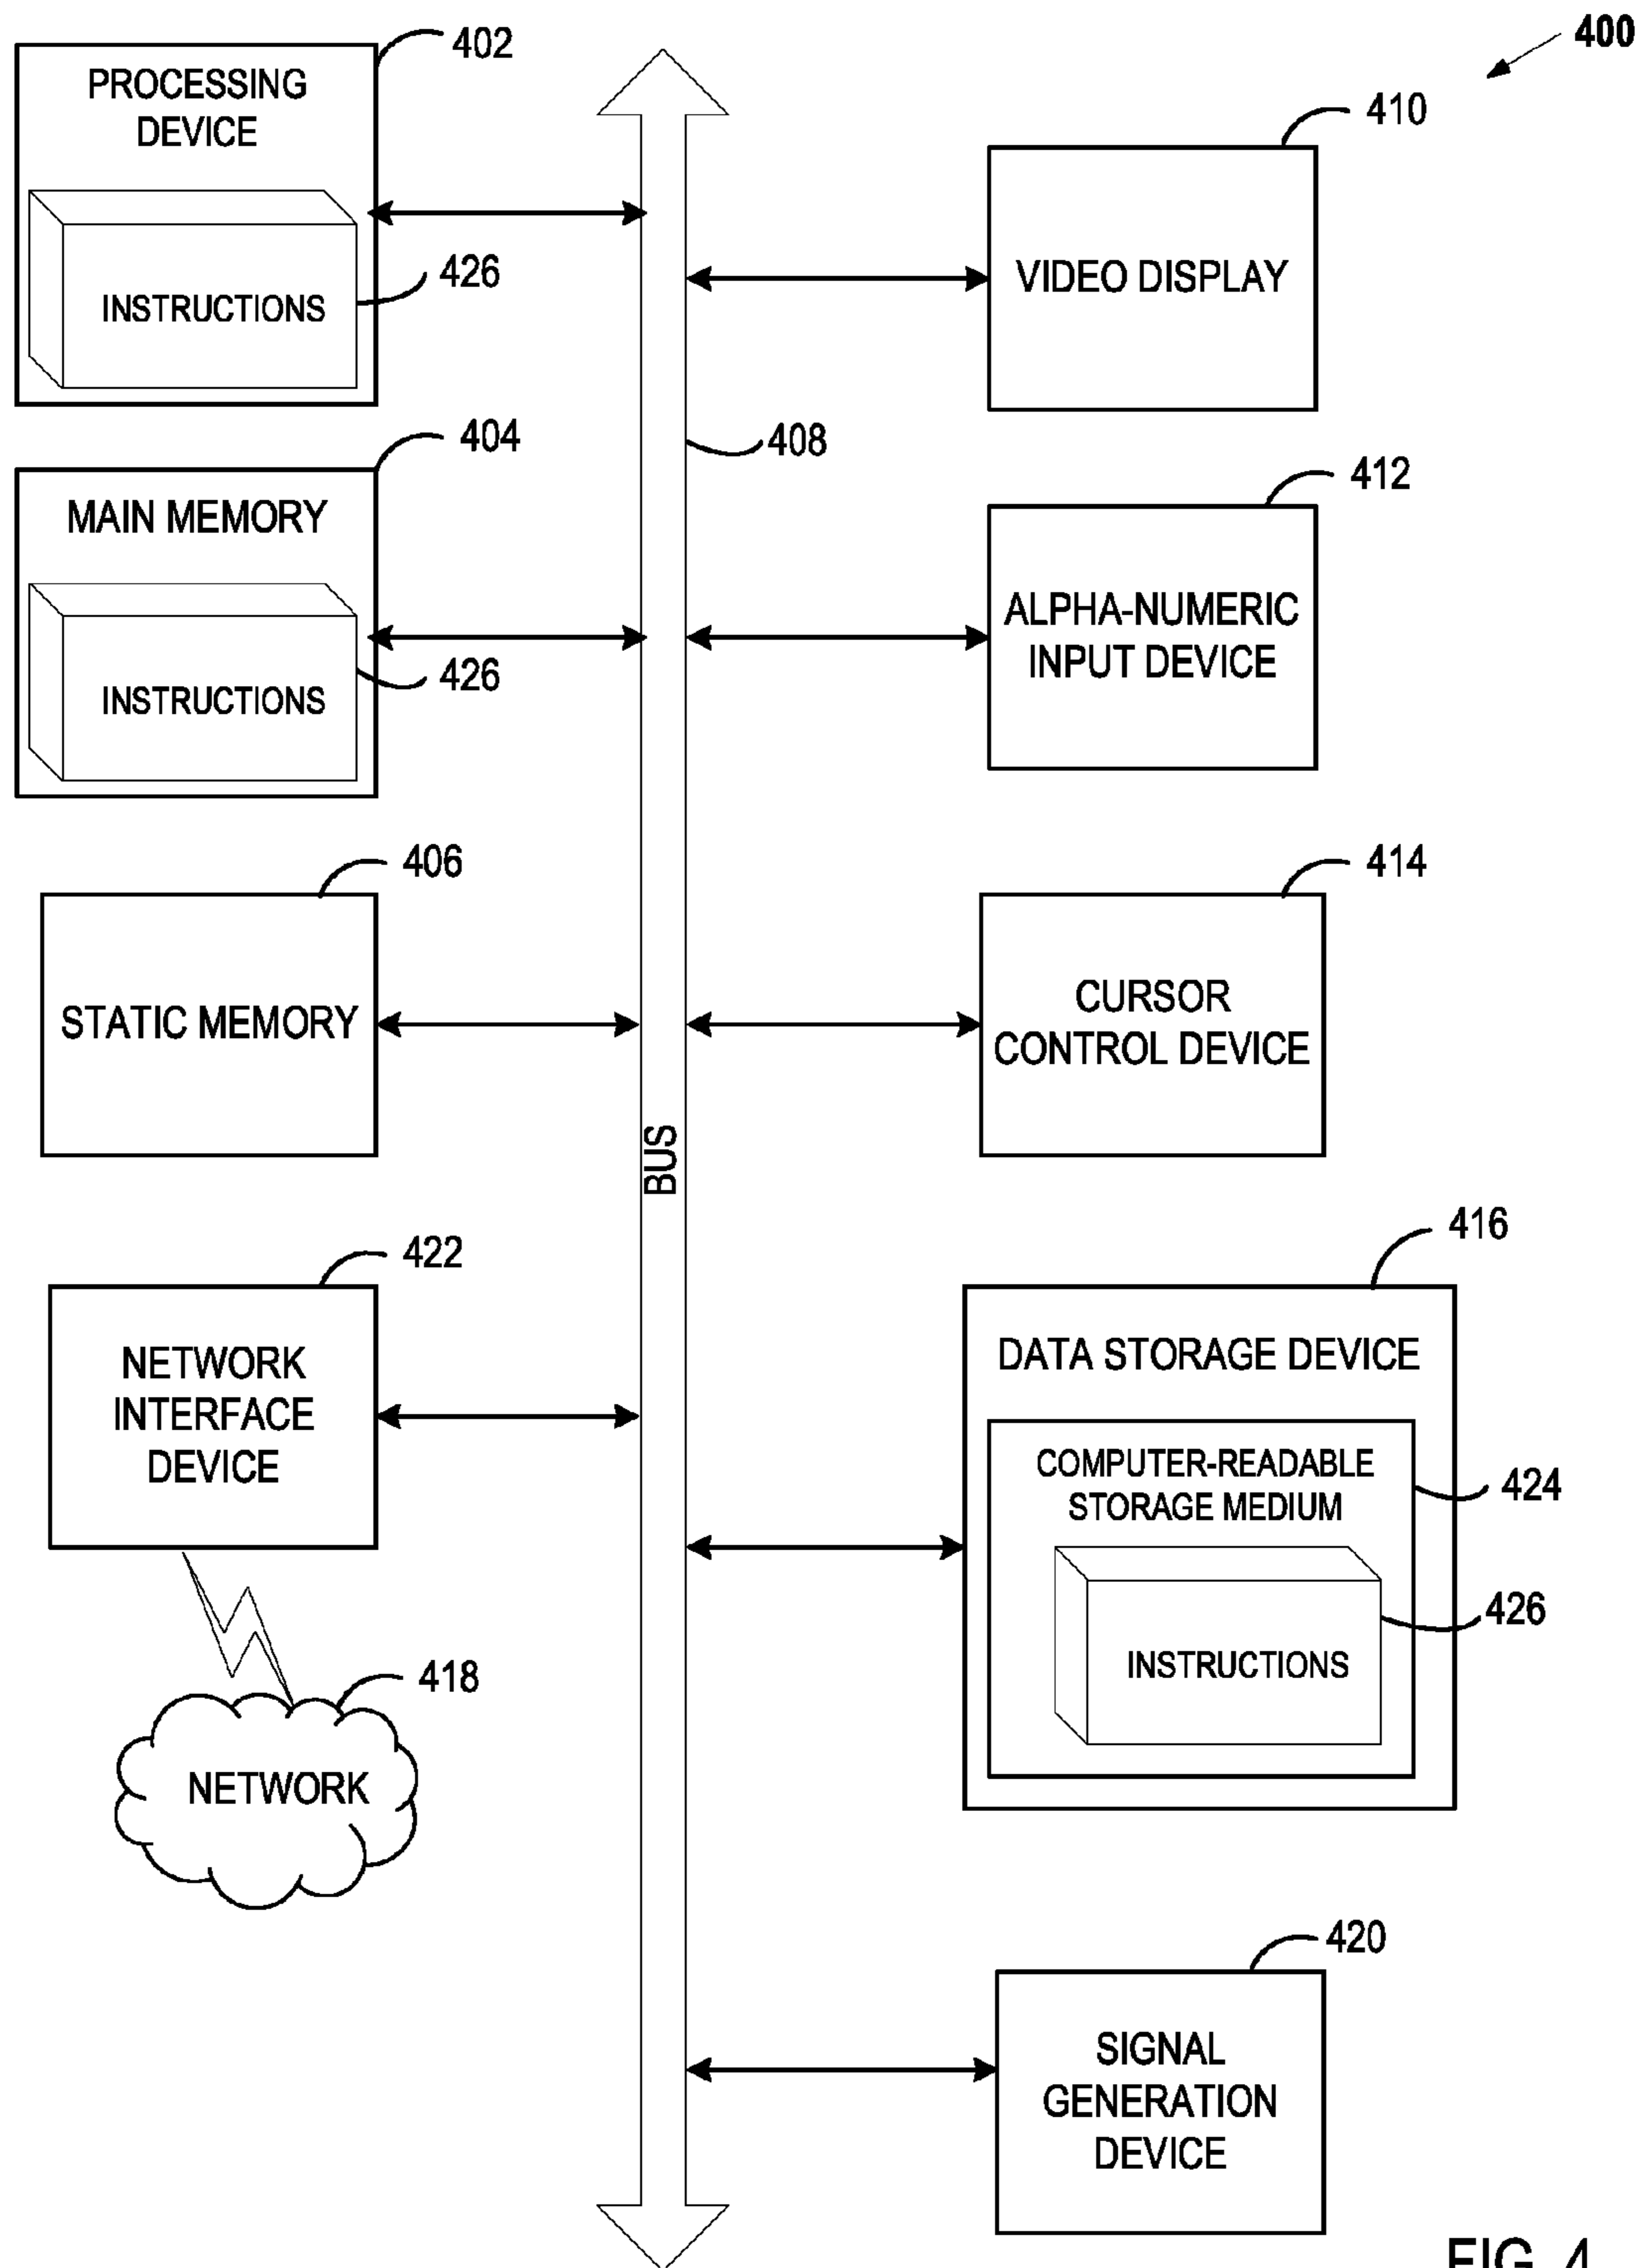 400
402
PROCESSING
DEVICE
426
INSTRUCTIONS
404
MAIN MEMORY
426
INSTRUCTIONS
406
STATIC MEMORY
422
NETWORK
INTERFACE
DEVICE
418
NETWORK
408
BUS
410
VIDEO DISPLAY
412
ALPHA-NUMERIC
INPUT DEVICE
414
CURSOR
CONTROL DEVICE
416
DATA STORAGE DEVICE
COMPUTER-READABLE
STORAGE MEDIUM
424
426
INSTRUCTIONS
420
SIGNAL
GENERATION
DEVICE
FIG. 4